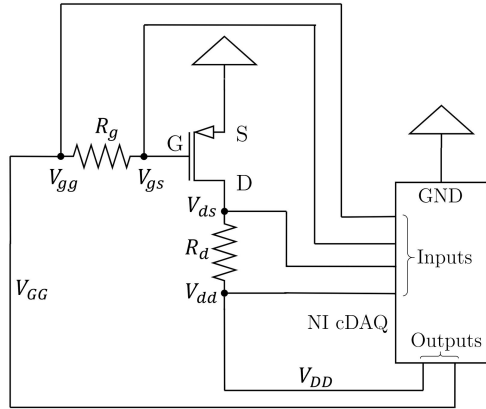 R_g
G
S
V_gg
V_gs
D
GND
V_ds
R_d
Inputs
V_GG
V_dd
NI cDAQ
Outputs
V_DD